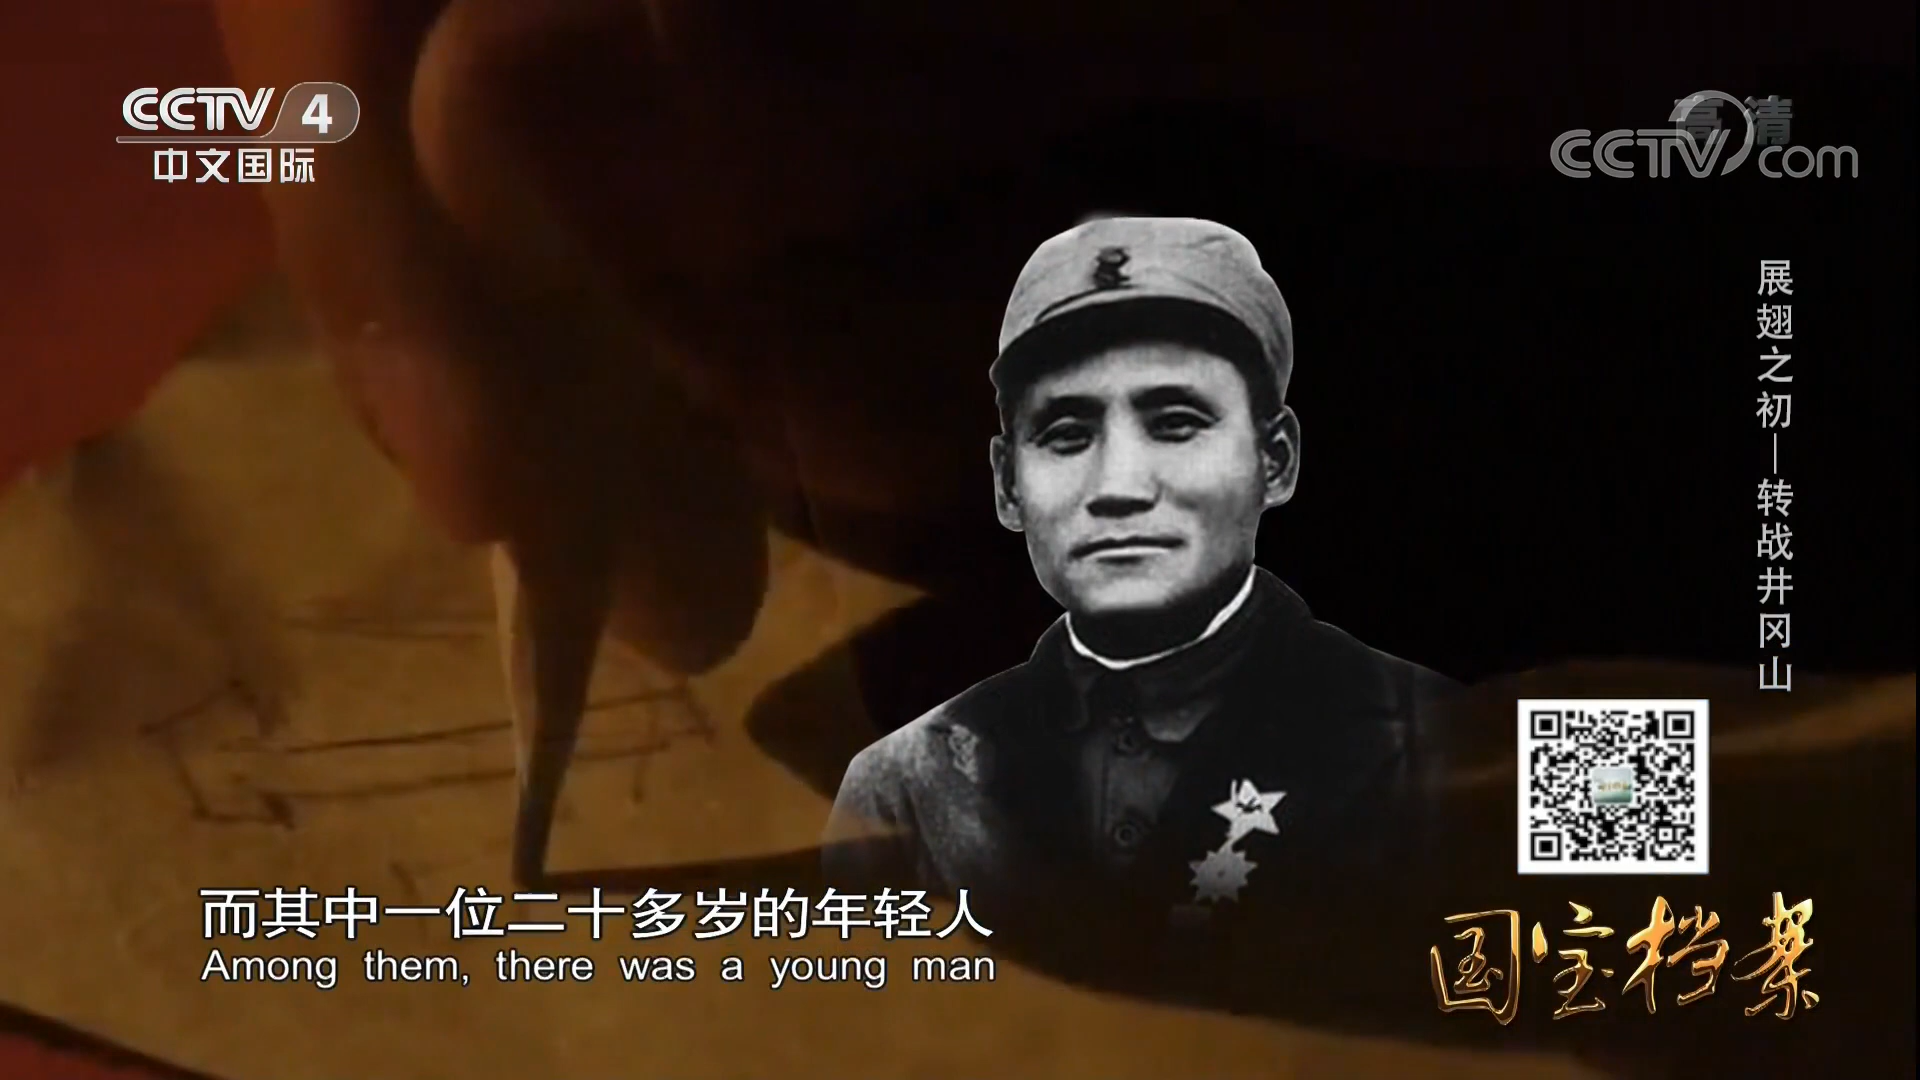 CCTV 4
中文国际
高清
CCTV com
展翅之初—转战井冈山
而其中一位二十多岁的年轻人
Among them, there was a young man
国宝档案